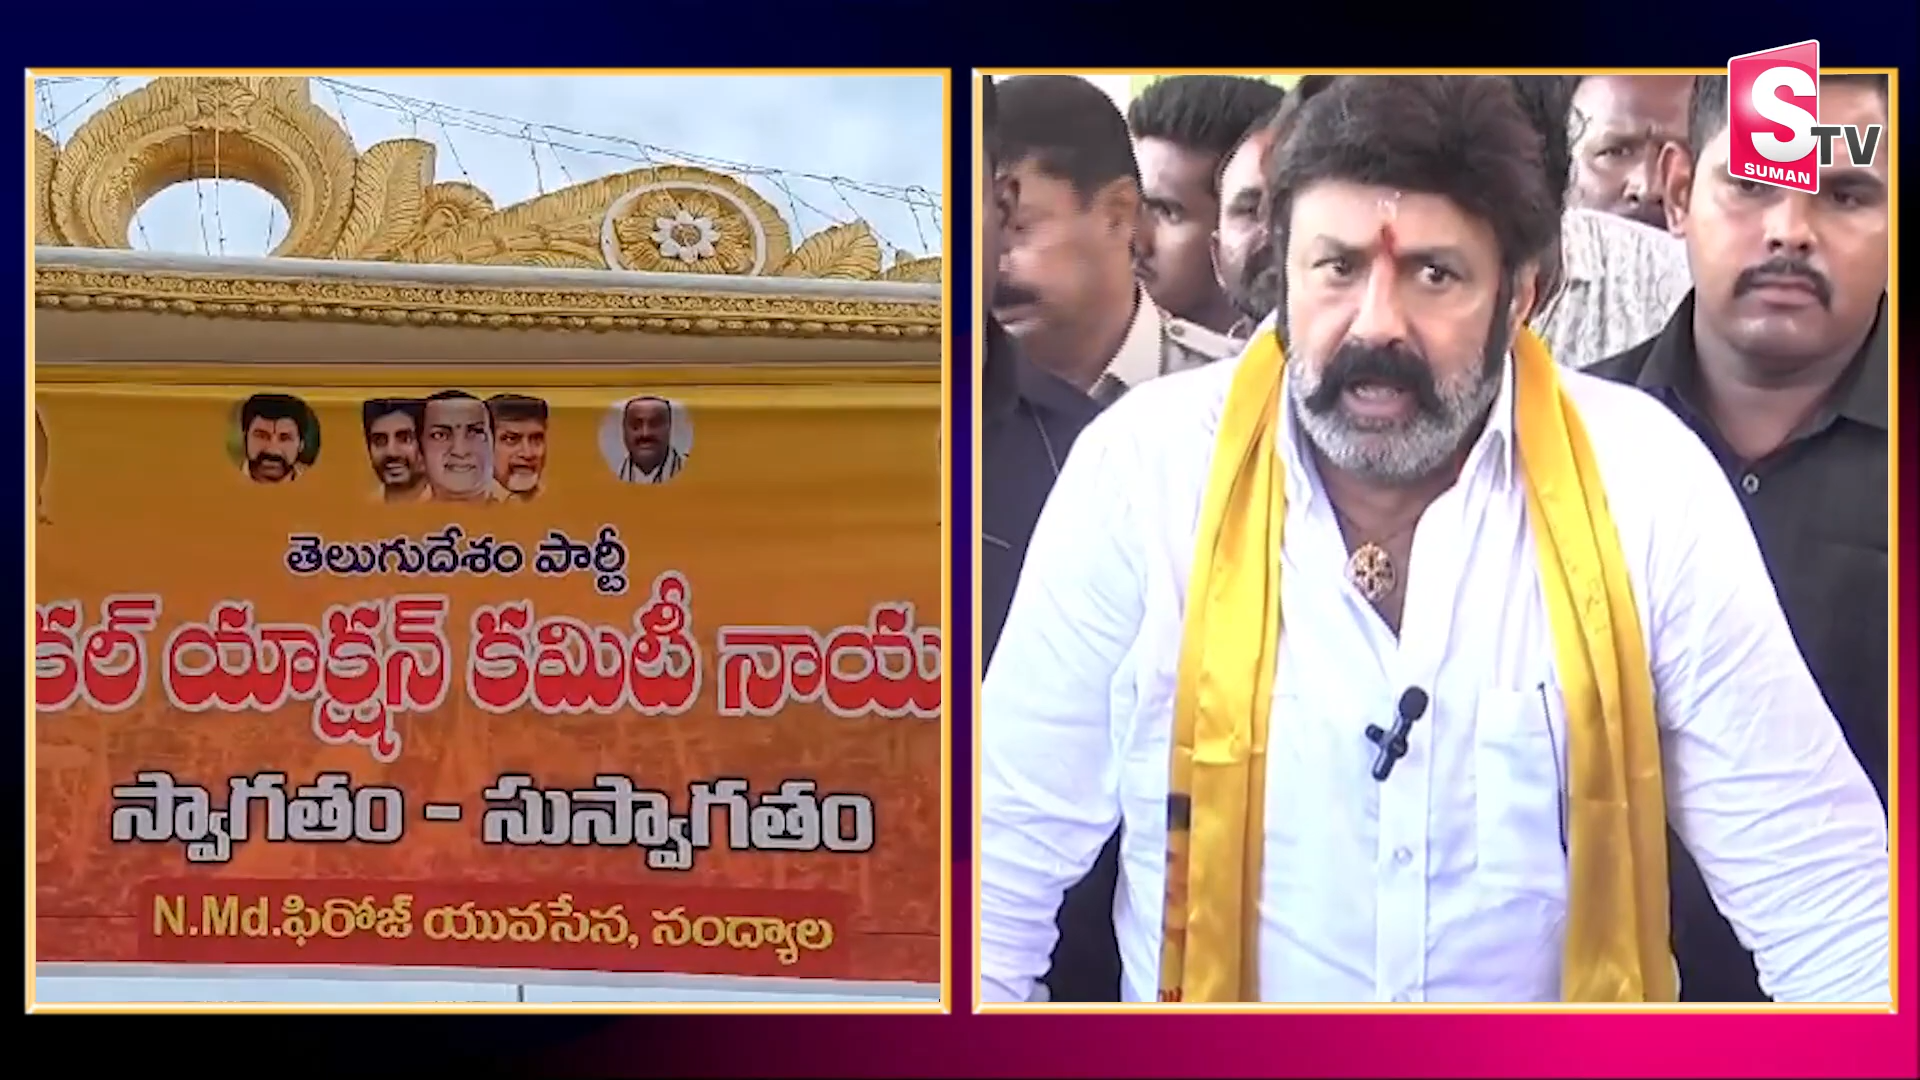 తెలుగుదేశం పార్టీ
కల్ యాక్షన్ కమిటీ నాయ
స్వాగతం - సుస్వాగతం
N.Md.ఫిరోజ్ యువసేన, నంద్యాల
S TV
SUMAN